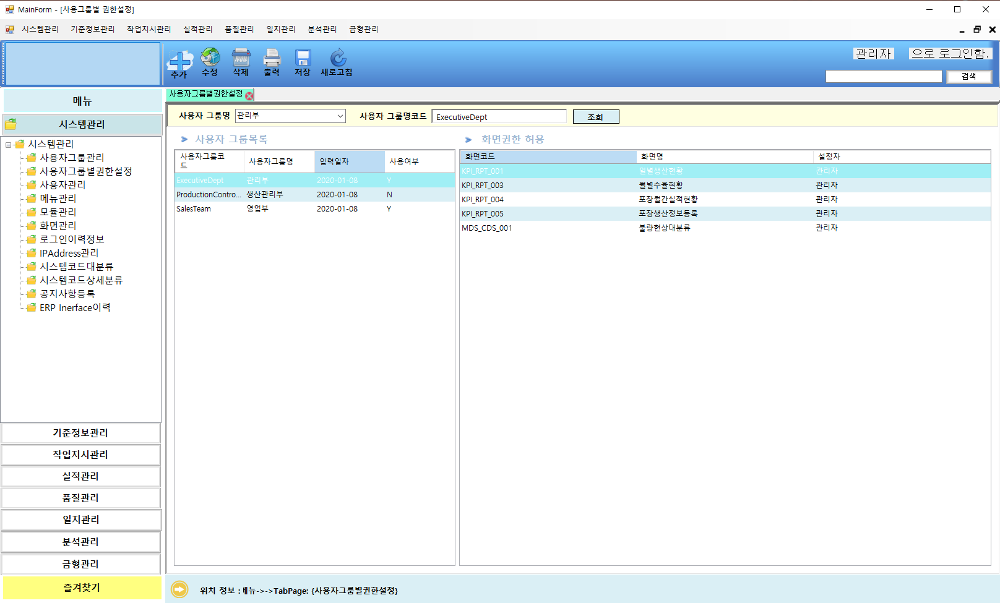 MainForm - [사용그룹별 권한설정]
시스템관리 기준정보관리 작업지시관리 실적관리 품질관리 일지관리 분석관리 금형관리
추가 수정 삭제 출력 저장 새로고침
관리자 으로 로그인함.
검색
메뉴
시스템관리
시스템관리
사용자그룹관리
사용자그룹별권한설정
사용자관리
메뉴관리
모듈관리
화면관리
로그인이력정보
IPAddress관리
시스템코드대분류
시스템코드상세분류
공지사항등록
ERP Inerface이력
기준정보관리
작업지시관리
실적관리
품질관리
일지관리
분석관리
금형관리
즐겨찾기
사용자그룹별권한설정
사용자 그룹명 관리부 사용자 그룹명코드 ExecutiveDept 조회
사용자 그룹목록
사용자그룹코드 사용자그룹명 입력일자 사용여부
ExecutiveDept 관리부 2020-01-08 Y
ProductionContro... 생산관리부 2020-01-08 N
SalesTeam 영업부 2020-01-08 Y
화면권한 허용
화면코드 화면명 설정자
KPI_RPT_001 일별생산현황 관리자
KPI_RPT_003 월별수율현황 관리자
KPI_RPT_004 포장월간실적현황 관리자
KPI_RPT_005 포장생산정보등록 관리자
MDS_CDS_001 불량현상대분류 관리자
위치 정보 : 메뉴->->TabPage: {사용자그룹별권한설정}